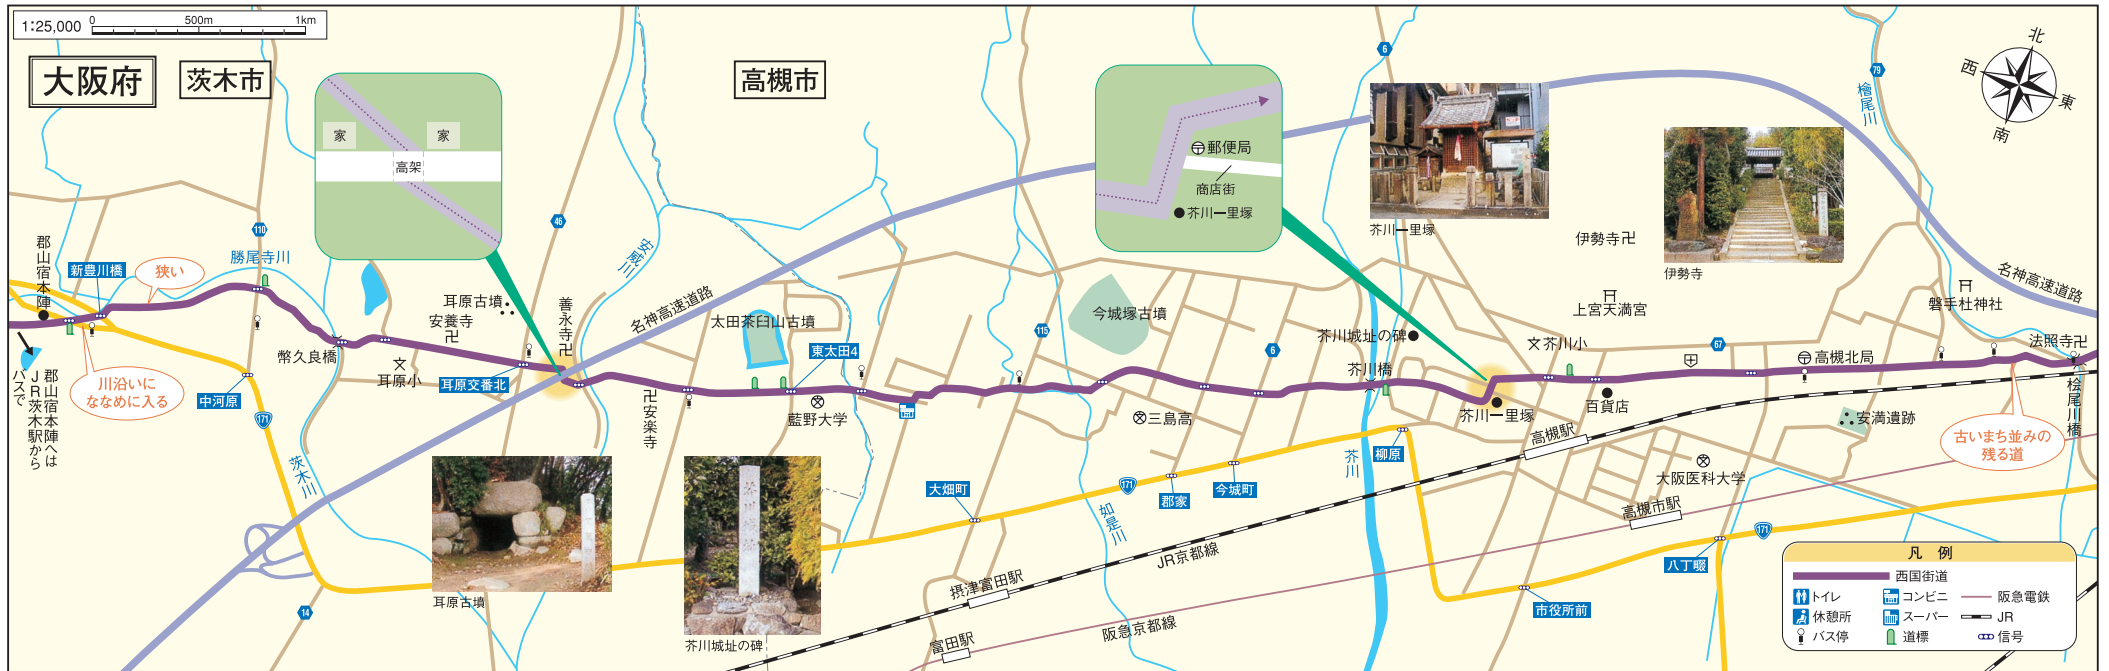 1:25,000
0 500m 1km
大阪府
茨木市
高槻市
家
家
高架
郵便局
商店街
芥川一里塚
北
西
東
南
6
79
檜尾川
芥川一里塚
伊勢寺
伊勢寺
110
46
勝尾寺川
安威川
郡山宿本陣
新豊川橋
狭い
耳原古墳
安養寺
善永寺
名神高速道路
太田茶臼山古墳
東太田4
今城塚古墳
115
6
芥川城址の碑
芥川橋
芥川小
上宮天満宮
67
高槻北局
磐手杜神社
名神高速道路
法照寺
幣久良橋
耳原小
耳原交番北
安楽寺
藍野大学
三島高
芥川一里塚
百貨店
安満遺跡
桧尾川橋
古いまち並みの
残る道
郡山宿本陣へは
JR茨木駅から
バスで
川沿いに
ななめに入る
中河原
171
茨木川
14
耳原古墳
芥川城址の碑
大畑町
171
郡家
今城町
如是川
芥川
柳原
高槻駅
大阪医科大学
高槻市駅
171
八丁畷
市役所前
JR京都線
摂津富田駅
富田駅
阪急京都線
凡例
西国街道
トイレ
コンビニ
阪急電鉄
休憩所
スーパー
JR
バス停
道標
信号